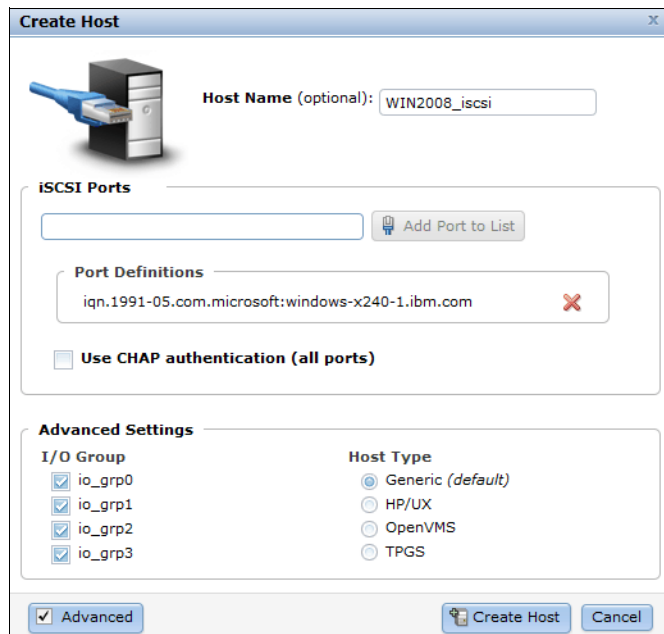 Create Host
x
Host Name (optional): WIN2008_iscsi
iSCSI Ports
Add Port to List
Port Definitions
iqn.1991-05.com.microsoft:windows-x240-1.ibm.com
Use CHAP authentication (all ports)
Advanced Settings
I/O Group Host Type
io_grp0 Generic (default)
io_grp1 HP/UX
io_grp2 OpenVMS
io_grp3 TPGS
Advanced Create Host Cancel